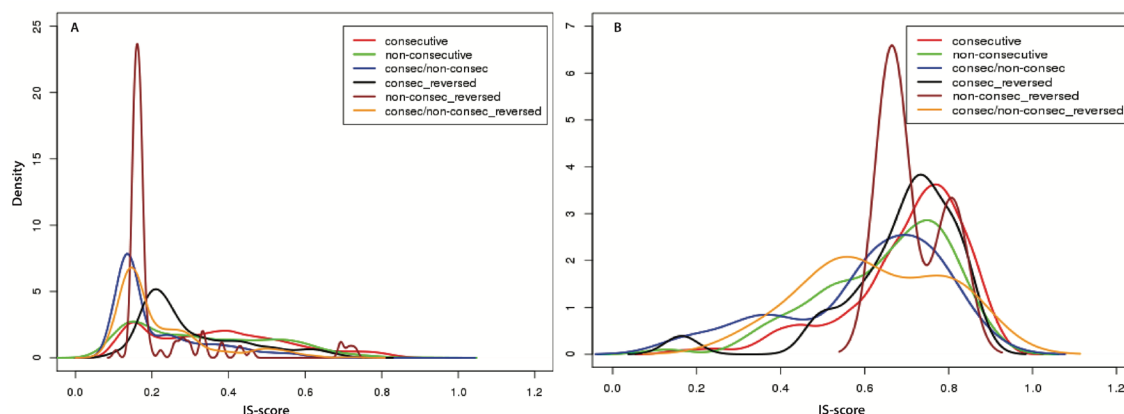 A
consecutive
non-consecutive
consec/non-consec
consec_reversed
non-consec_reversed
consec/non-consec_reversed
Density
25
20
15
10
5
0
0.0 0.2 0.4 0.6 0.8 1.0 1.2
IS-score
B
consecutive
non-consecutive
consec/non-consec
consec_reversed
non-consec_reversed
consec/non-consec_reversed
7
6
5
4
3
2
1
0
0.0 0.2 0.4 0.6 0.8 1.0 1.2
IS-score